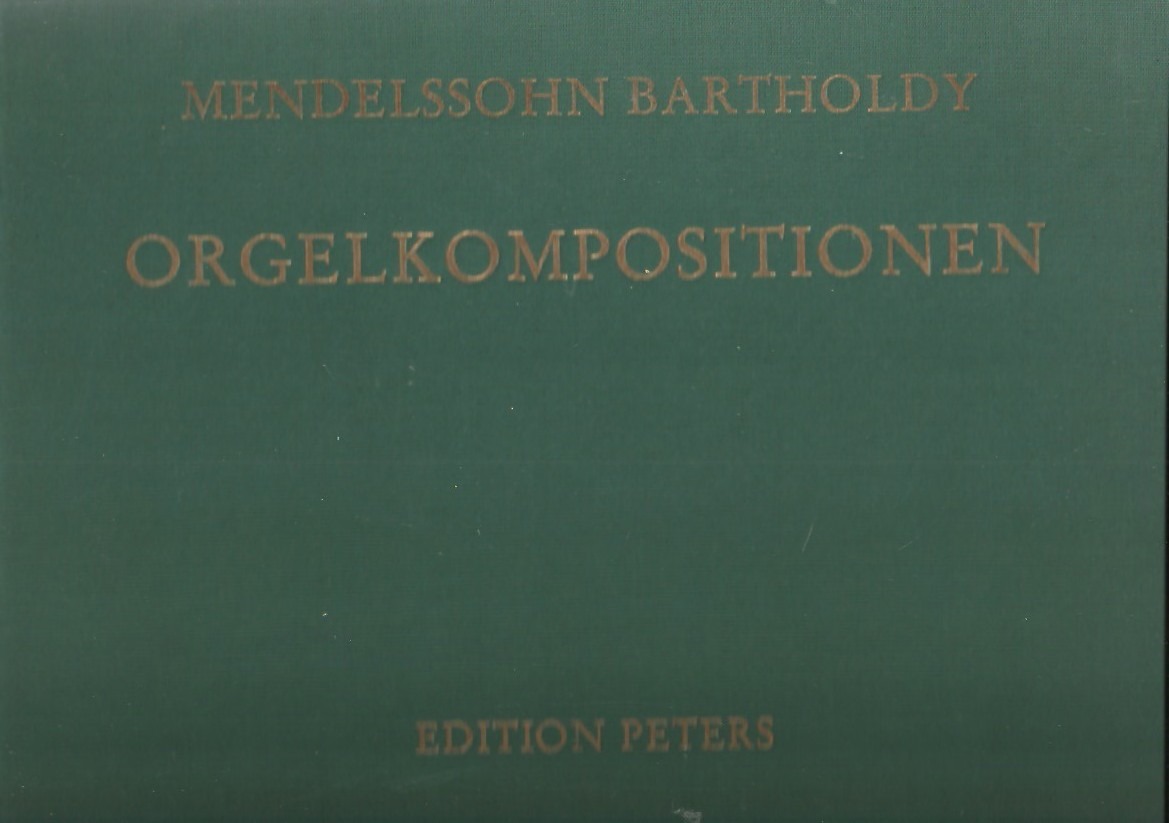 MENDELSSOHN BARTHOLDY
ORGELKOMPOSITIONEN
EDITION PETERS